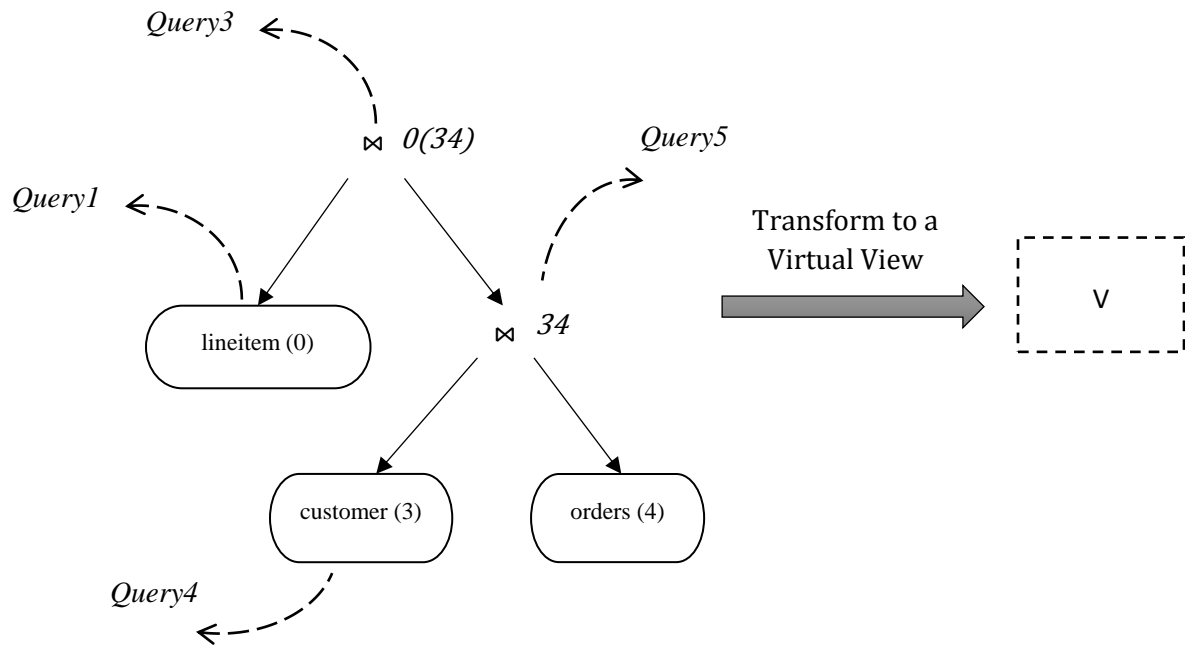 Query3
⋈ 0(34)
Query5
Query1
Transform to a
Virtual View
V
lineitem (0)
⋈ 34
customer (3)
orders (4)
Query4